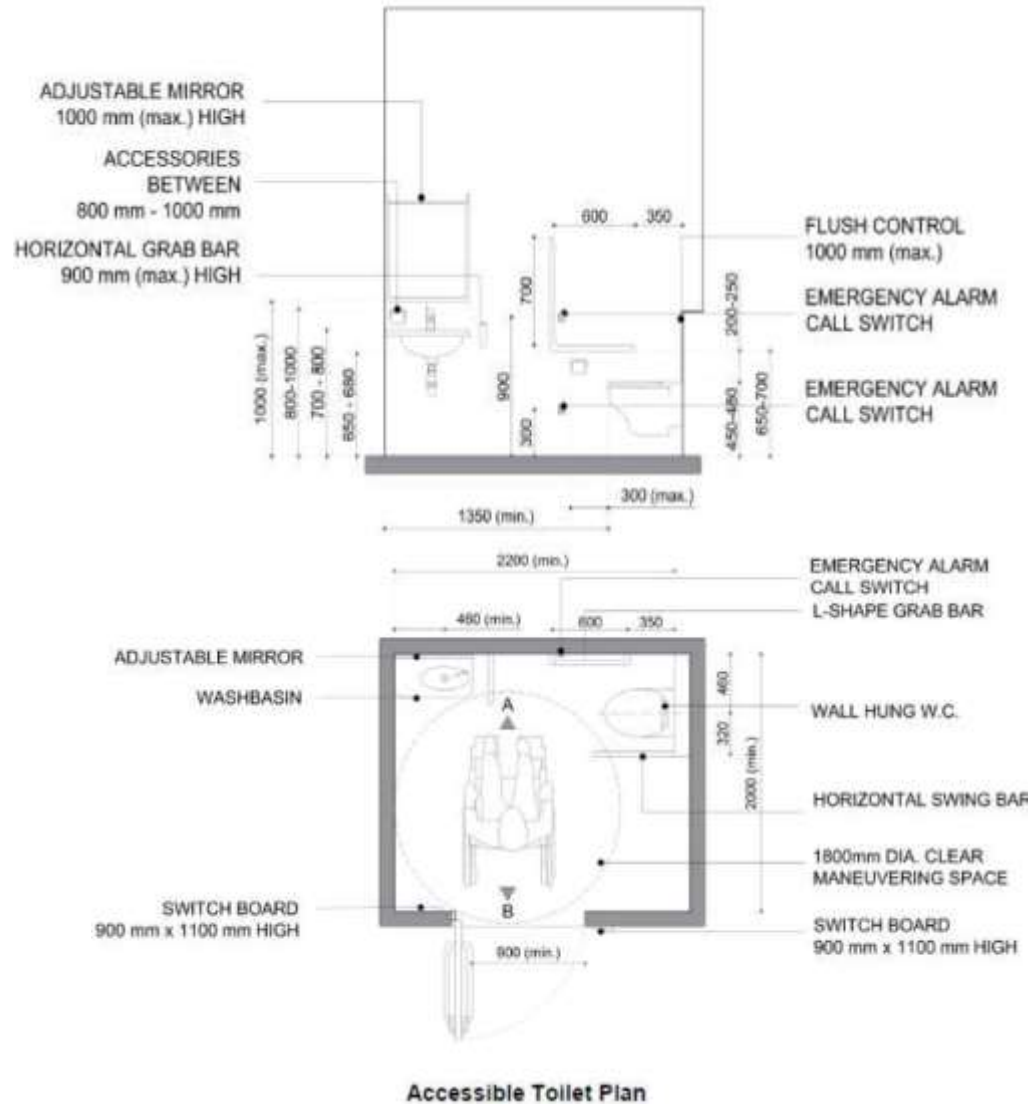 ADJUSTABLE MIRROR
1000 mm (max.) HIGH
ACCESSORIES
BETWEEN
800 mm - 1000 mm
HORIZONTAL GRAB BAR
900 mm (max.) HIGH
600
350
FLUSH CONTROL
1000 mm (max.)
700
200-250
EMERGENCY ALARM
CALL SWITCH
1000 (max.)
800-1000
700 - 800
650 - 680
900
300
EMERGENCY ALARM
CALL SWITCH
450-480
650-700
300 (max.)
1350 (min.)
2200 (min.)
EMERGENCY ALARM
CALL SWITCH
L-SHAPE GRAB BAR
460 (min.)
600
350
ADJUSTABLE MIRROR
WASHBASIN
A
460
320
2000 (min.)
WALL HUNG W.C.
HORIZONTAL SWING BAR
1800mm DIA. CLEAR
MANEUVERING SPACE
B
SWITCH BOARD
900 mm x 1100 mm HIGH
SWITCH BOARD
900 mm x 1100 mm HIGH
900 (min.)
Accessible Toilet Plan